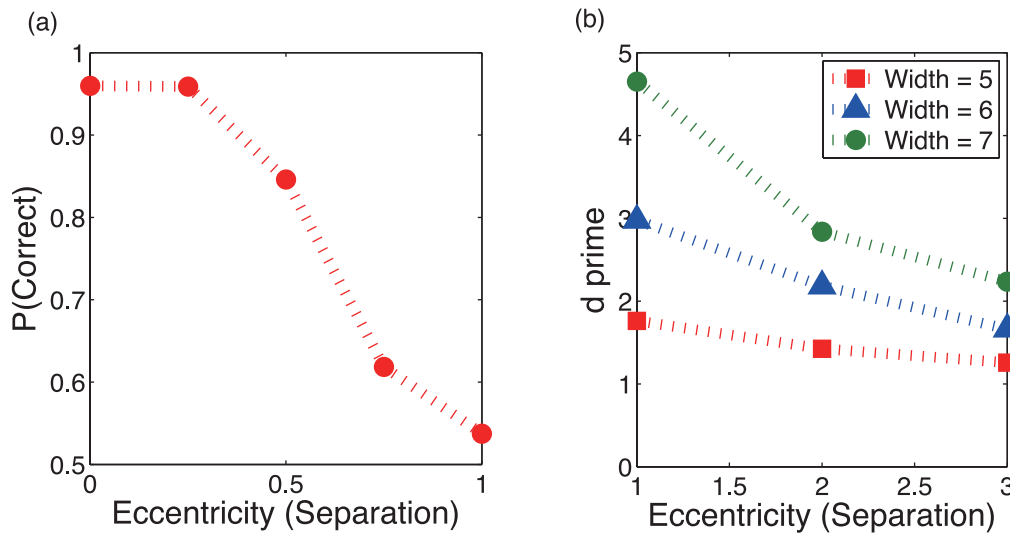 (a)
P(Correct)
1
0.9
0.8
0.7
0.6
0.5
0
0.5
1
Eccentricity (Separation)
(b)
d prime
5
4
3
2
1
0
1
1.5
2
2.5
3
Eccentricity (Separation)
Width = 5
Width = 6
Width = 7